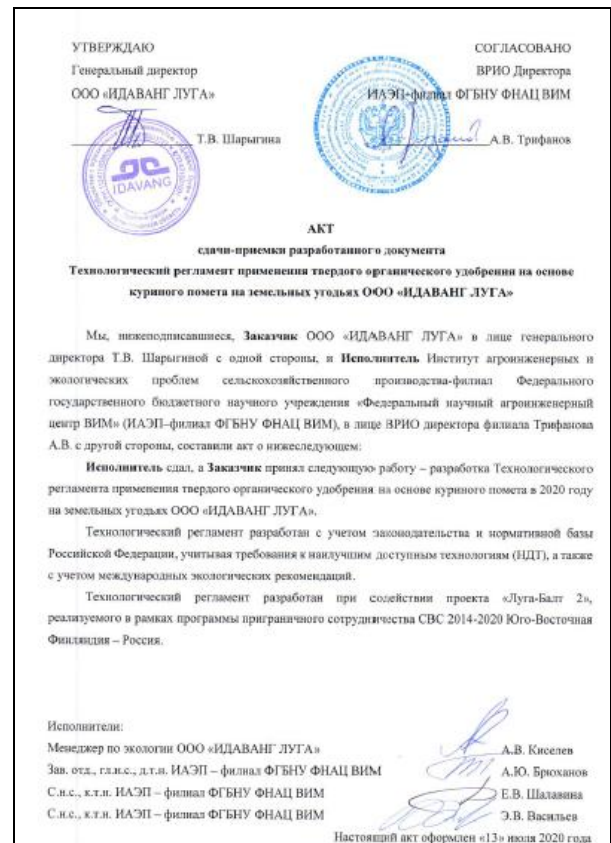 УТВЕРЖДАЮ
СОГЛАСОВАНО
Генеральный директор
ВРИО Директора
ООО «ИДАВАНГ ЛУГА»
ИАЭП–филиал ФГБНУ ФНАЦ ВИМ
Т.В. Шарыгина
А.В. Трифанов
IDAVANG
АКТ
сдачи-приемки разработанного документа
Технологический регламент применения твердого органического удобрения на основе
куриного помета на земельных угодьях ООО «ИДАВАНГ ЛУГА»
Мы, нижеподписавшиеся, Заказчик ООО «ИДАВАНГ ЛУГА» в лице генерального
директора Т.В. Шарыгиной с одной стороны, и Исполнитель Институт агроинженерных и
экологических проблем сельскохозяйственного производства-филиал Федерального
государственного бюджетного научного учреждения «Федеральный научный агроинженерный
центр ВИМ» (ИАЭП–филиал ФГБНУ ФНАЦ ВИМ), в лице ВРИО директора филиала Трифанова
А.В. с другой стороны, составили акт о нижеследующем:
Исполнитель сдал, а Заказчик принял следующую работу – разработка Технологического
регламента применения твердого органического удобрения на основе куриного помета в 2020 году
на земельных угодьях ООО «ИДАВАНГ ЛУГА».
Технологический регламент разработан с учетом законодательства и нормативной базы
Российской Федерации, учитывая требования к наилучшим доступным технологиям (НДТ), а также
с учетом международных экологических рекомендаций.
Технологический регламент разработан при содействии проекта «Луга-Балт 2»,
реализуемого в рамках программы приграничного сотрудничества СВС 2014-2020 Юго-Восточная
Финляндия – Россия.
Исполнители:
Менеджер по экологии ООО «ИДАВАНГ ЛУГА»
А.В. Киселев
Зав. отд., гл.н.с., д.т.н. ИАЭП – филиал ФГБНУ ФНАЦ ВИМ
А.Ю. Брюханов
С.н.с., к.т.н. ИАЭП – филиал ФГБНУ ФНАЦ ВИМ
Е.В. Шалавина
С.н.с., к.т.н. ИАЭП – филиал ФГБНУ ФНАЦ ВИМ
Э.В. Васильев
Настоящий акт оформлен «13» июля 2020 года